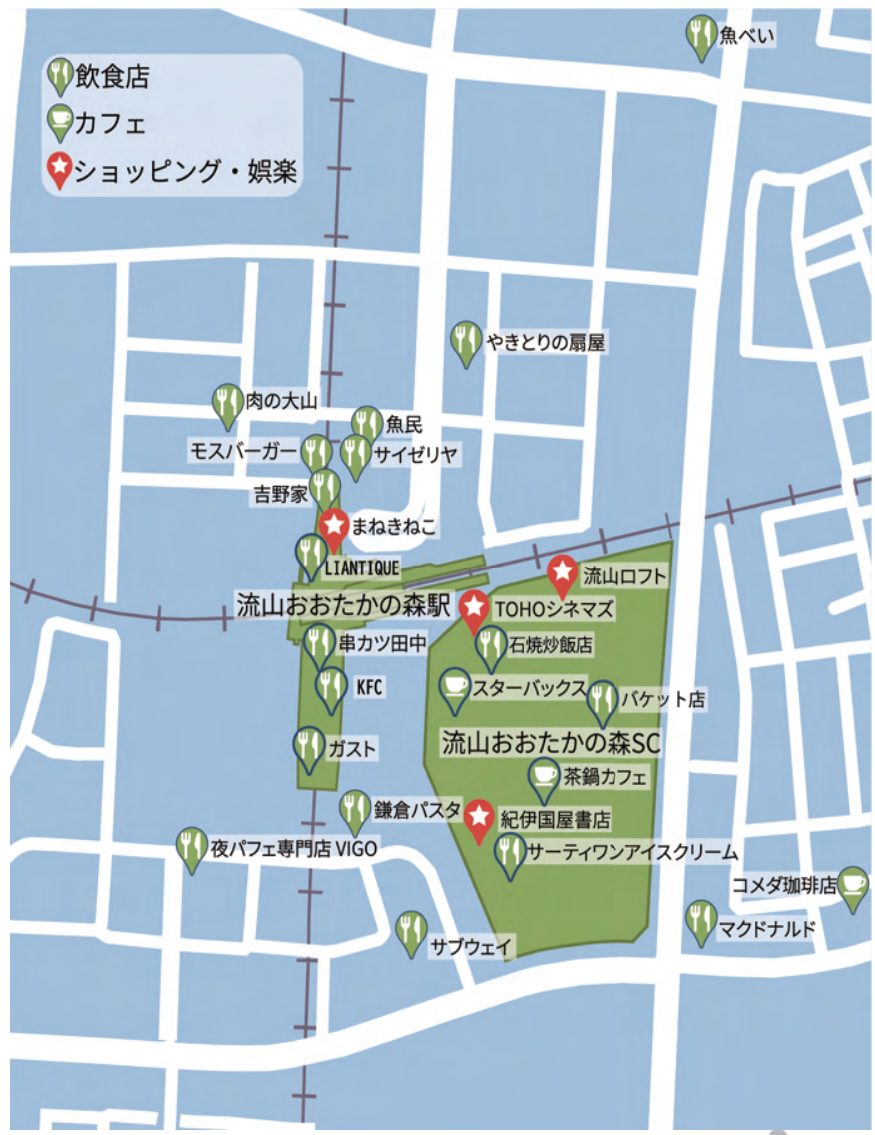 魚べい
飲食店
カフェ
ショッピング・娯楽
やきとりの扇屋
肉の大山
魚民
モスバーガー
サイゼリヤ
吉野家
まねきねこ
LIANTIQUE
流山ロフト
流山おおたかの森駅
TOHOシネマズ
串カツ田中
石焼炒飯店
KFC
スターバックス
バケット店
流山おおたかの森SC
ガスト
茶鍋カフェ
鎌倉パスタ
紀伊国屋書店
夜パフェ専門店 VIGO
サーティワンアイスクリーム
コメダ珈琲店
マクドナルド
サブウェイ